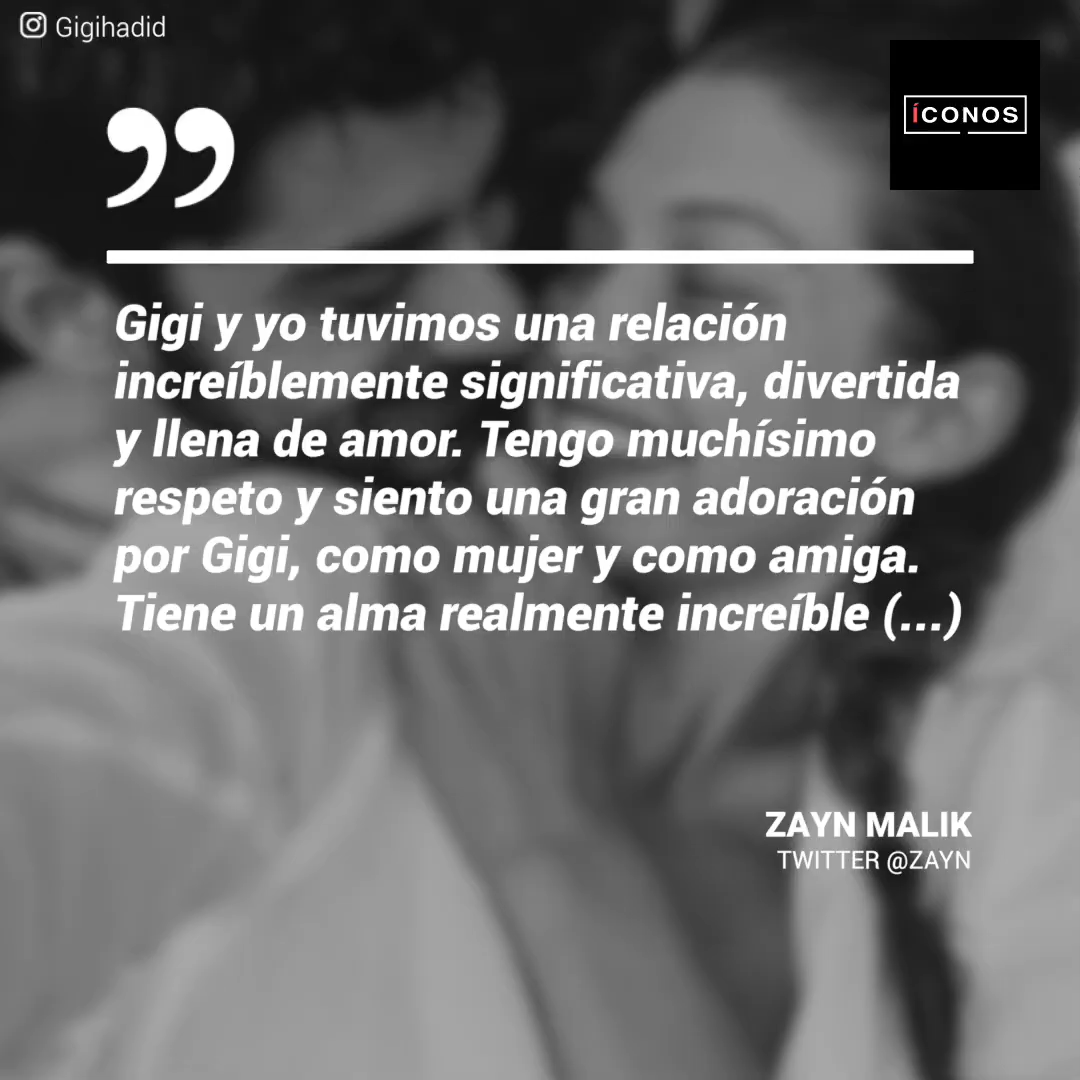 Gigihadid
ÍCONOS
”
Gigi y yo tuvimos una relación
increíblemente significativa, divertida
y llena de amor. Tengo muchísimo
respeto y siento una gran adoración
por Gigi, como mujer y como amiga.
Tiene un alma realmente increíble (...)
ZAYN MALIK
TWITTER @ZAYN